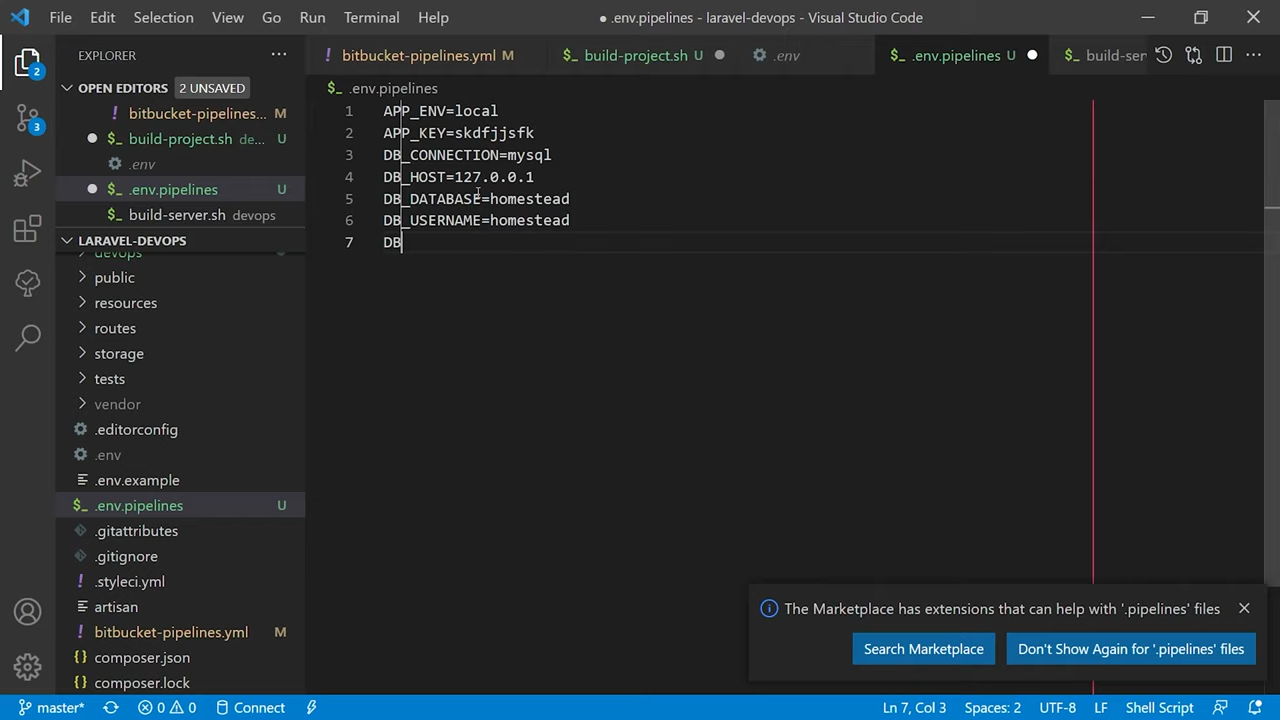 File Edit Selection View Go Run Terminal Help
● .env.pipelines - laravel-devops - Visual Studio Code
EXPLORER
bitbucket-pipelines.yml M
build-project.sh U
.env
.env.pipelines U
build-ser
OPEN EDITORS 2 UNSAVED
bitbucket-pipelines... M
build-project.sh de... U
.env
.env.pipelines U
build-server.sh devops
LARAVEL-DEVOPS
devops
public
resources
routes
storage
tests
vendor
.editorconfig
.env
.env.example
.env.pipelines U
.gitattributes
.gitignore
.styleci.yml
artisan
bitbucket-pipelines.yml M
composer.json
composer.lock
2
3
.env.pipelines
1 APP_ENV=local
2 APP_KEY=skdfjjsfk
3 DB_CONNECTION=mysql
4 DB_HOST=127.0.0.1
5 DB_DATABASE=homestead
6 DB_USERNAME=homestead
7 DB
The Marketplace has extensions that can help with '.pipelines' files
Search Marketplace
Don't Show Again for '.pipelines' files
master* 0 0 Connect
Ln 7, Col 3 Spaces: 2 UTF-8 LF Shell Script